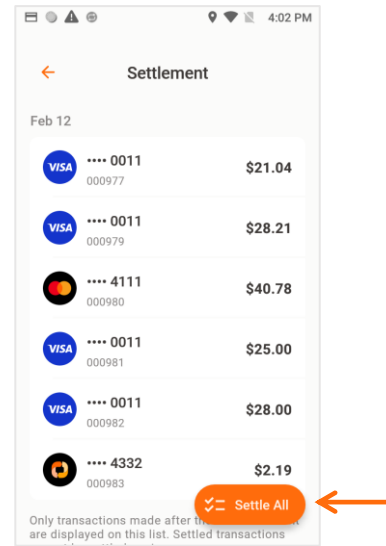 4:02 PM
Settlement
Feb 12
VISA •••• 0011 $21.04
000977
VISA •••• 0011 $28.21
000979
•••• 4111 $40.78
000980
VISA •••• 0011 $25.00
000981
VISA •••• 0011 $28.00
000982
•••• 4332 $2.19
000983
Settle All
Only transactions made after
are displayed on this list. Settled transactions